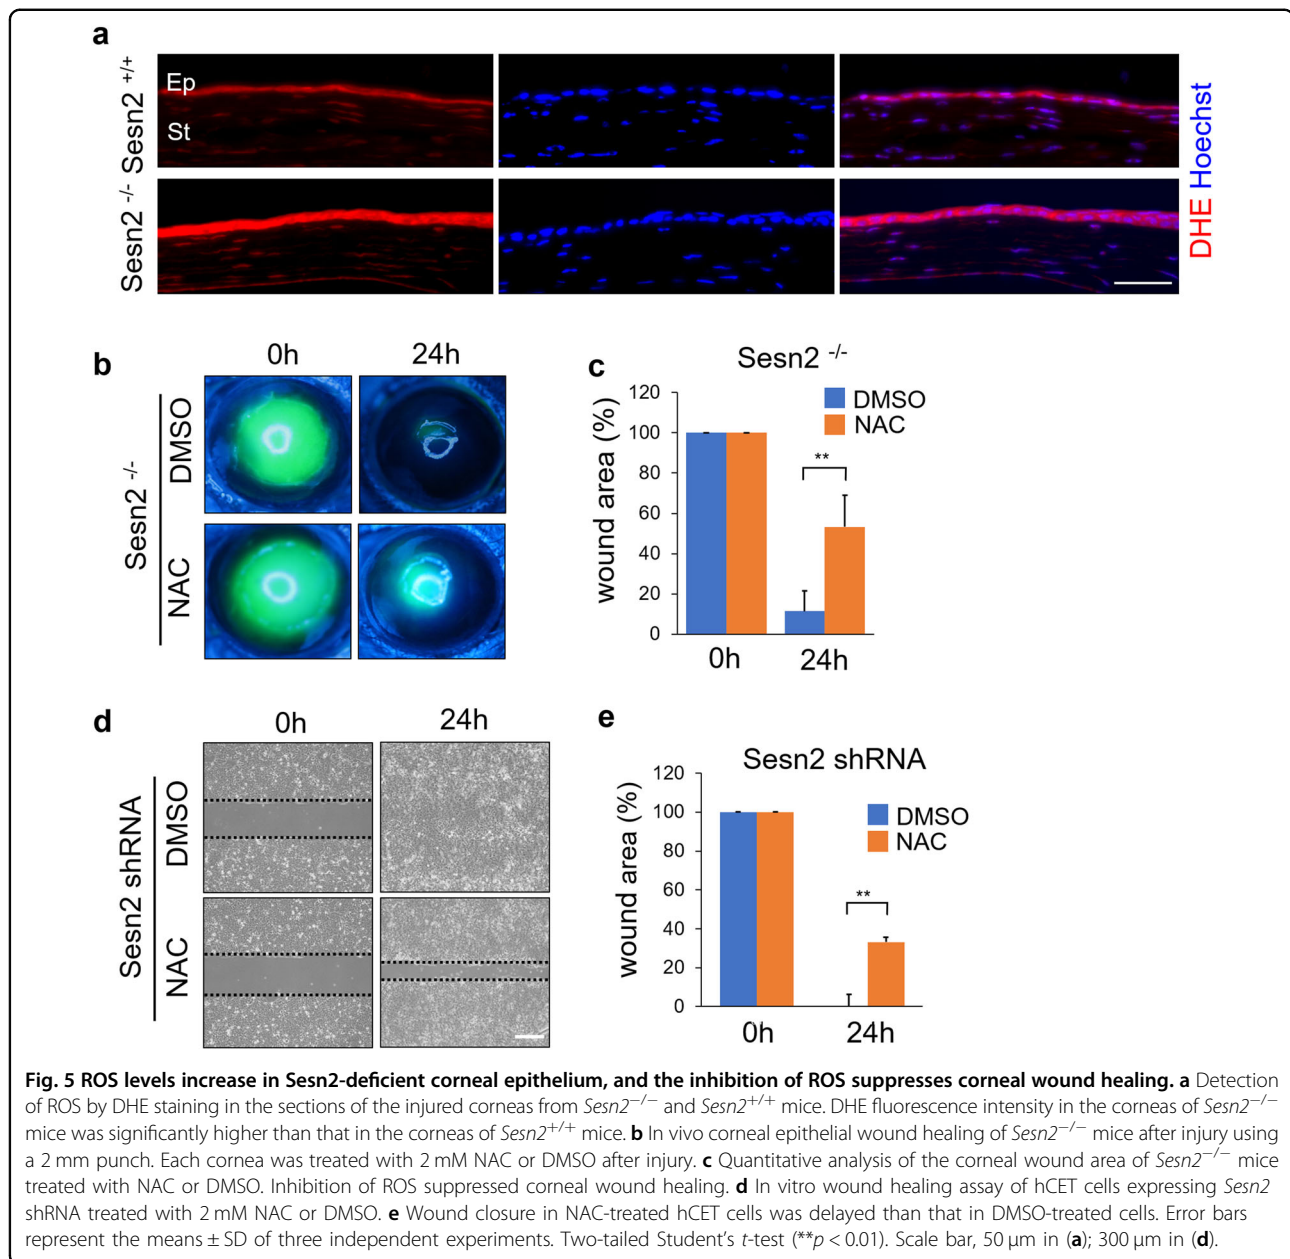 a
Sesn2 +/+
Ep
St
Sesn2 -/-
DHE Hoechst
b
0h 24h
Sesn2 -/-
DMSO
NAC
c
Sesn2 -/-
DMSO
NAC
wound area (%)
120
100
80
60
40
20
0
**
0h 24h
d
0h 24h
Sesn2 shRNA
DMSO
NAC
e
Sesn2 shRNA
DMSO
NAC
wound area (%)
120
100
80
60
40
20
0
**
0h 24h
Fig. 5 ROS levels increase in Sesn2-deficient corneal epithelium, and the inhibition of ROS suppresses corneal wound healing. a Detection
of ROS by DHE staining in the sections of the injured corneas from Sesn2−/− and Sesn2+/+ mice. DHE fluorescence intensity in the corneas of Sesn2−/−
mice was significantly higher than that in the corneas of Sesn2+/+ mice. b In vivo corneal epithelial wound healing of Sesn2−/− mice after injury using
a 2 mm punch. Each cornea was treated with 2 mM NAC or DMSO after injury. c Quantitative analysis of the corneal wound area of Sesn2−/− mice
treated with NAC or DMSO. Inhibition of ROS suppressed corneal wound healing. d In vitro wound healing assay of hCET cells expressing Sesn2
shRNA treated with 2 mM NAC or DMSO. e Wound closure in NAC-treated hCET cells was delayed than that in DMSO-treated cells. Error bars
represent the means ± SD of three independent experiments. Two-tailed Student's t-test (**p < 0.01). Scale bar, 50 μm in (a); 300 μm in (d).